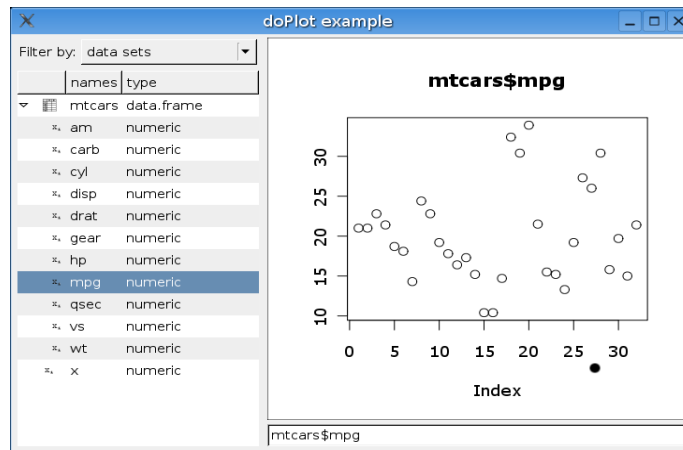 doPlot example
Filter by: data sets
names type
mtcars data.frame
am numeric
carb numeric
cyl numeric
disp numeric
drat numeric
gear numeric
hp numeric
mpg numeric
qsec numeric
vs numeric
wt numeric
x numeric
mtcars$mpg
30
25
20
15
10
0 5 10 15 20 25 30
Index
mtcars$mpg